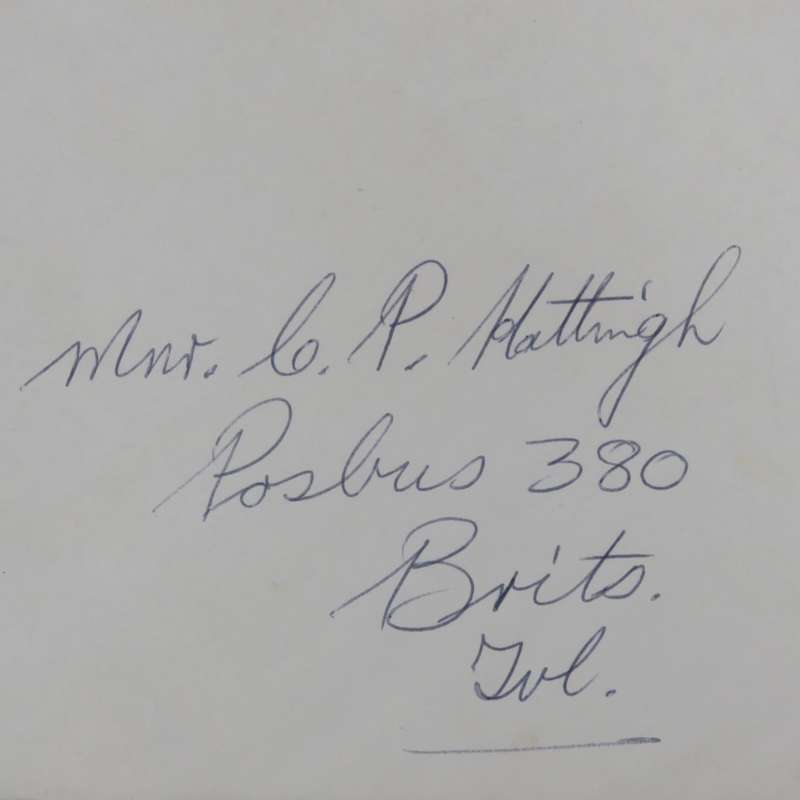 Mnr. C. P. Hattingh
Posbus 380
Brits.
Tvl.